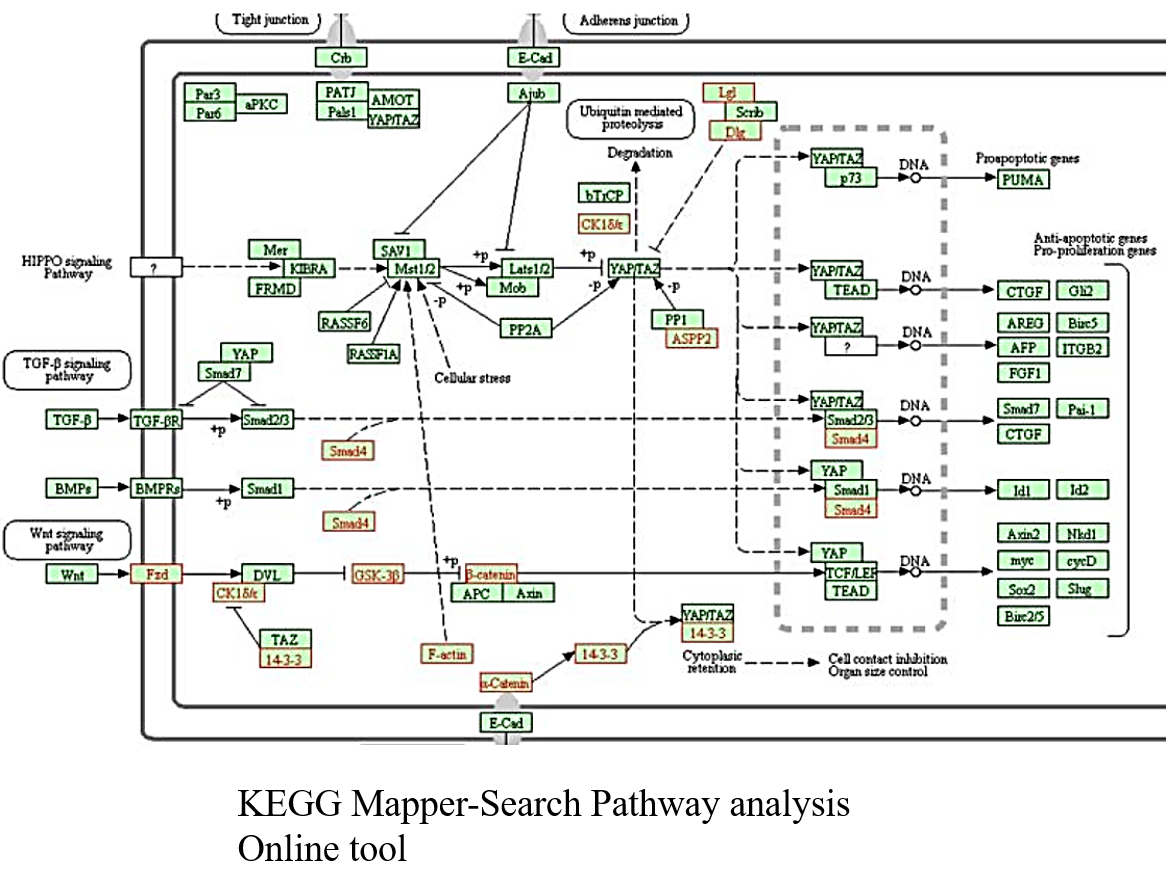 Tight junction
Adherens junction
Crb
E-Cad
Par3
Par6
aPKC
PATJ
Pals1
AMOT
YAP/TAZ
Ajub
Ubiquitin mediated
proteolysis
Lgl
Scrib
Dlg
Degradation
bTrCP
CK1δ/ε
YAP/TAZ
p73
DNA
Proapoptotic genes
PUMA
HIPPO signaling
Pathway
?
Mer
KIBRA
FRMD
SAV1
Mst1/2
+p
+p
Lats1/2
Mob
+p
YAP/TAZ
-p
-p
-p
RASSF6
RASSF1A
PP2A
PP1
ASPP2
Cellular stress
YAP/TAZ
TEAD
DNA
Anti-apoptotic genes
Pro-proliferation genes
CTGF
Gli2
YAP/TAZ
?
DNA
AREG
Birc5
AFP
ITGB2
FGF1
TGF-β signaling
pathway
YAP
Smad7
TGF-β
TGF-βR
+p
Smad2/3
Smad4
YAP/TAZ
Smad2/3
Smad4
DNA
Smad7
Pai-1
CTGF
BMPs
BMPRs
+p
Smad1
Smad4
YAP
Smad1
Smad4
DNA
Id1
Id2
Wnt signaling
pathway
Wnt
Fzd
DVL
CK1δ/ε
GSK-3β
+p
β-catenin
APC
Axin
YAP
TCF/LEF
TEAD
DNA
Axin2
Nkd1
myc
cycD
Sox2
Slug
Birc2/5
TAZ
14-3-3
F-actin
α-Catenin
14-3-3
YAP/TAZ
14-3-3
Cytoplasic
retention
Cell contact inhibition
Organ size control
E-Cad
KEGG Mapper-Search Pathway analysis
Online tool